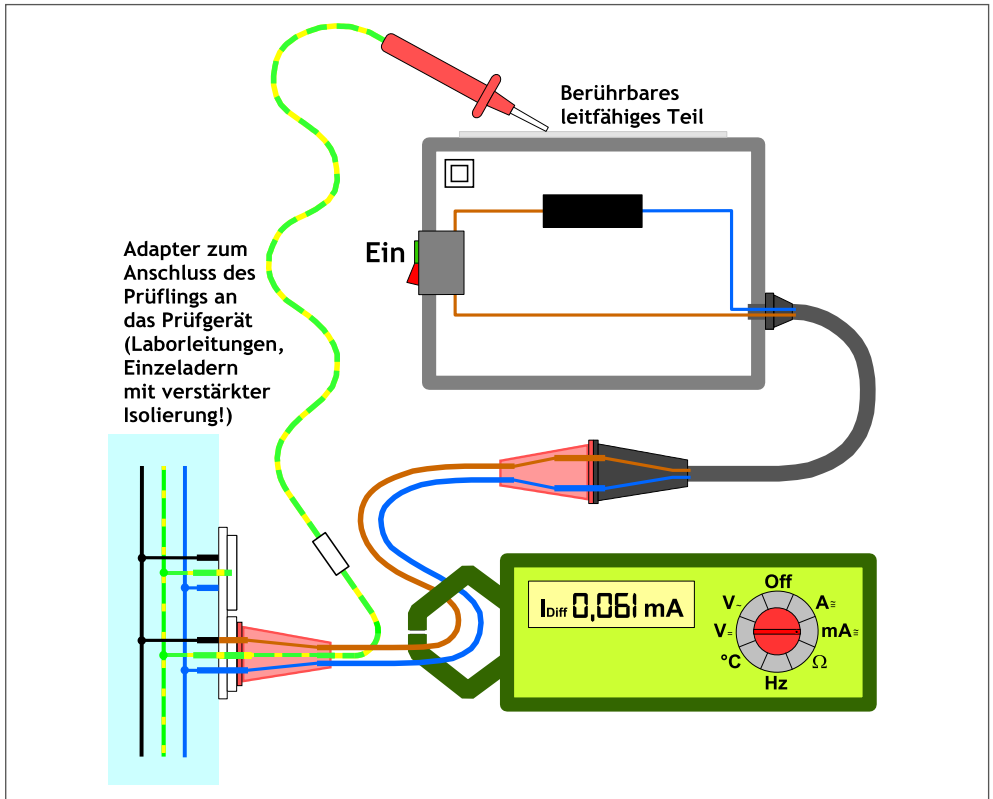 Berührbares
leitfähiges Teil
Ein
Adapter zum
Anschluss des
Prüflings an
das Prüfgerät
(Laborleitungen,
Einzeladern
mit verstärkter
Isolierung!)
IDiff 0,061 mA
Off
V~
A≅
V=
mA≅
°C
Ω
Hz